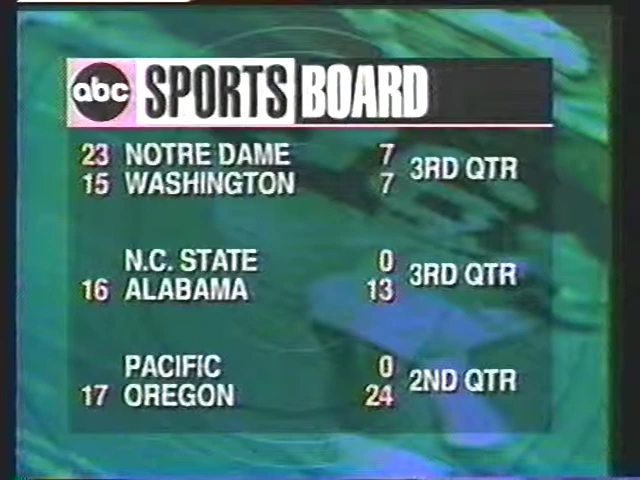 abc SPORTS BOARD
23 NOTRE DAME 7
15 WASHINGTON 7
3RD QTR
N.C. STATE 0
16 ALABAMA 13
3RD QTR
PACIFIC 0
17 OREGON 24
2ND QTR